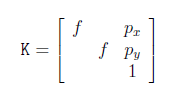 K = [ f p_x
f p_y
1 ]